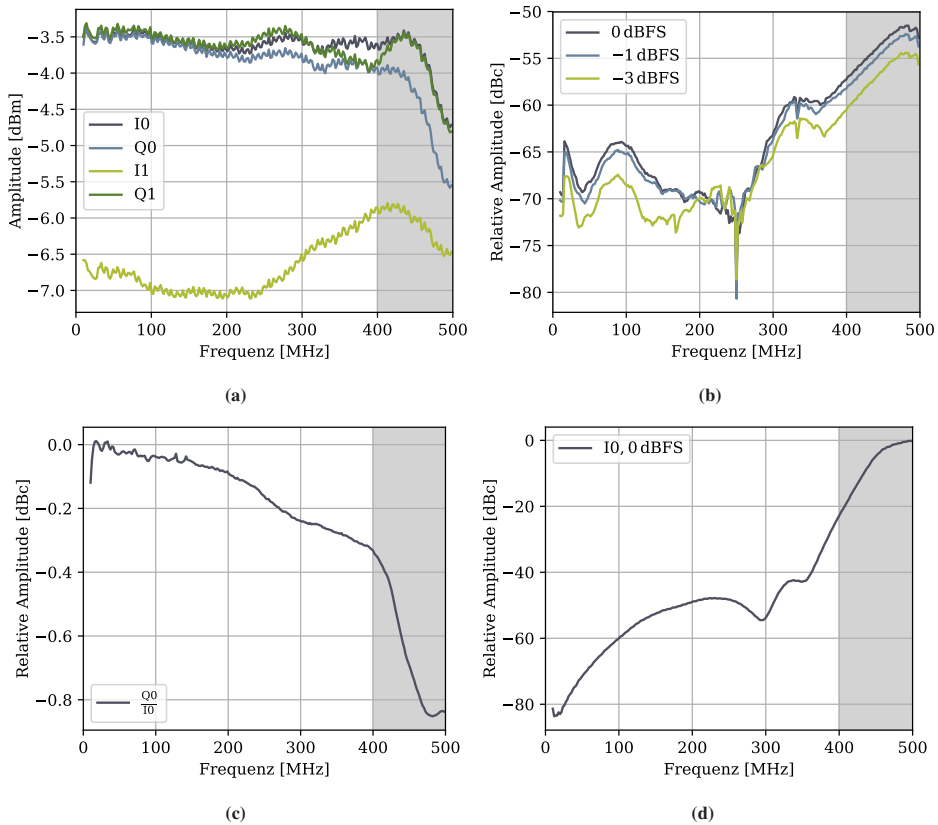 −3.5
−4.0
−4.5
−5.0
−5.5
−6.0
−6.5
−7.0
Amplitude [dBm]
I0
Q0
I1
Q1
0 100 200 300 400 500
Frequenz [MHz]
(a)
−50
−55
−60
−65
−70
−75
−80
Relative Amplitude [dBc]
0 dBFS
−1 dBFS
−3 dBFS
0 100 200 300 400 500
Frequenz [MHz]
(b)
0.0
−0.2
−0.4
−0.6
−0.8
Relative Amplitude [dBc]
Q0
I0
0 100 200 300 400 500
Frequenz [MHz]
(c)
0
−20
−40
−60
−80
Relative Amplitude [dBc]
I0, 0 dBFS
0 100 200 300 400 500
Frequenz [MHz]
(d)